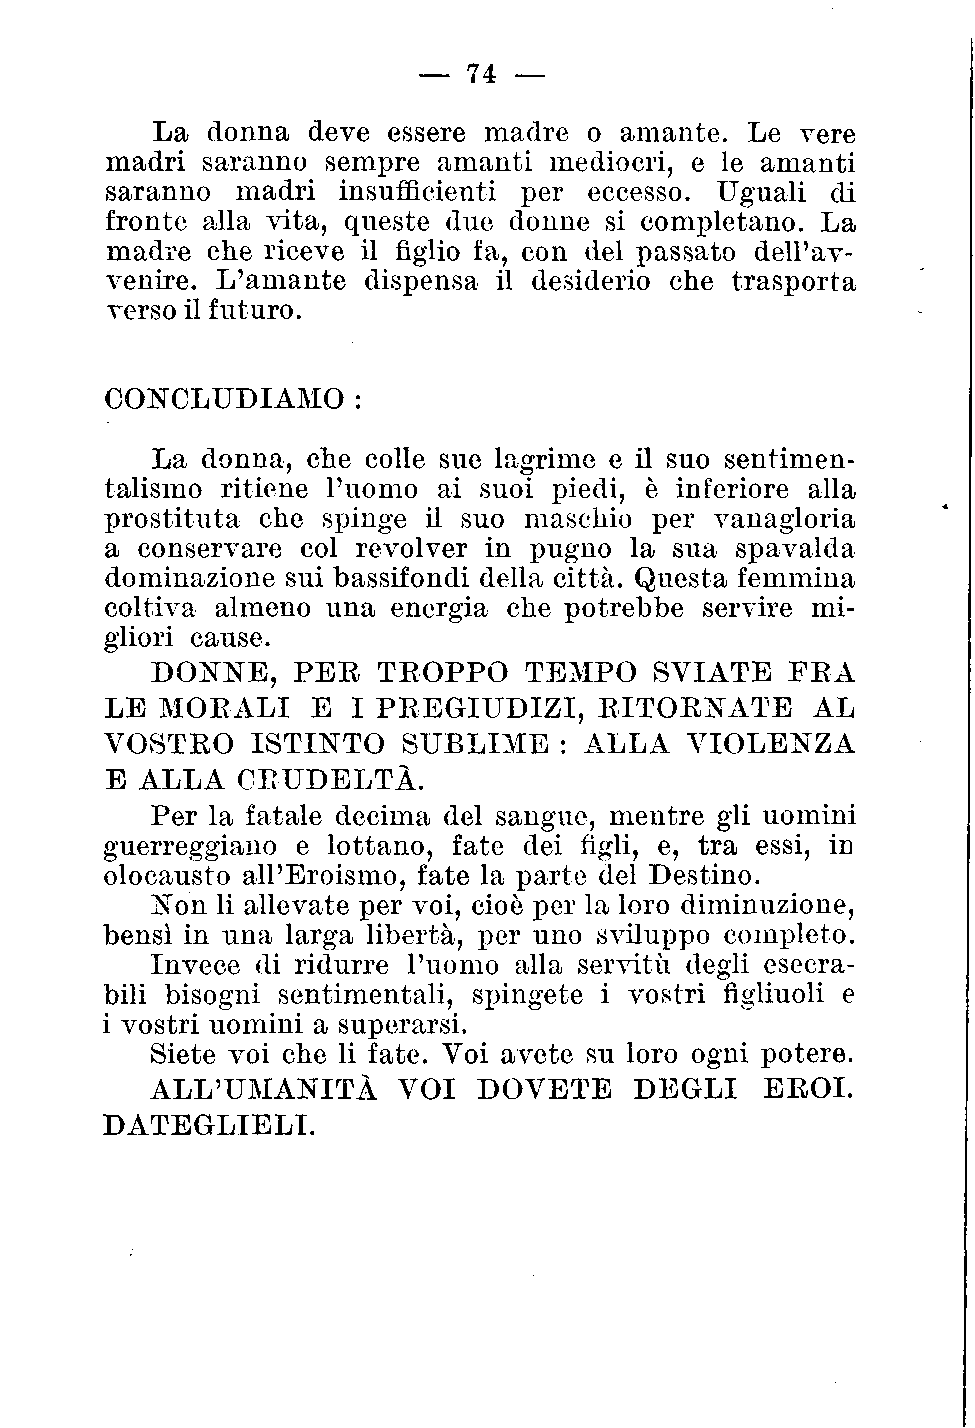 — 74 —
La donna deve essere madre o amante. Le vere
madri saranno sempre amanti mediocri, e le amanti
saranno madri insufficienti per eccesso. Uguali di
fronte alla vita, queste due donne si completano. La
madre che riceve il figlio fa, con del passato dell'av-
venire. L'amante dispensa il desiderio che trasporta
verso il futuro.
CONCLUDIAMO :
La donna, che colle sue lagrime e il suo sentimen-
talismo ritiene l'uomo ai suoi piedi, è inferiore alla
prostituta che spinge il suo maschio per vanagloria
a conservare col revolver in pugno la sua spavalda
dominazione sui bassifondi della città. Questa femmina
coltiva almeno una energia che potrebbe servire mi-
gliori cause.
DONNE, PER TROPPO TEMPO SVIATE FRA
LE MORALI E I PREGIUDIZI, RITORNATE AL
VOSTRO ISTINTO SUBLIME : ALLA VIOLENZA
E ALLA CRUDELTÀ.
Per la fatale decima del sangue, mentre gli uomini
guerreggiano e lottano, fate dei figli, e, tra essi, in
olocausto all'Eroismo, fate la parte del Destino.
Non li allevate per voi, cioè per la loro diminuzione,
bensì in una larga libertà, per uno sviluppo completo.
Invece di ridurre l'uomo alla servitù degli esecra-
bili bisogni sentimentali, spingete i vostri figliuoli e
i vostri uomini a superarsi.
Siete voi che li fate. Voi avete su loro ogni potere.
ALL'UMANITÀ VOI DOVETE DEGLI EROI.
DATEGLIELI.